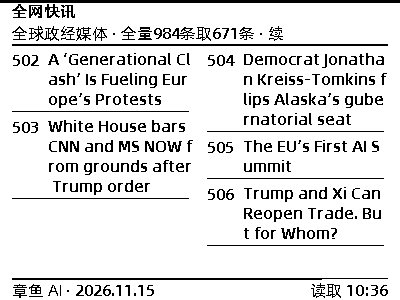 全网快讯
全球政经媒体 · 全量984条取671条 · 续
502 A ‘Generational Cl
ash’ Is Fueling Eur
ope’s Protests
503 White House bars
CNN and MS NOW f
rom grounds after
Trump order
504 Democrat Jonatha
n Kreiss-Tomkins f
lips Alaska’s gube
rnatorial seat
505 The EU’s First AI S
ummit
506 Trump and Xi Can
Reopen Trade. Bu
t for Whom?
章鱼 AI · 2026.11.15
读取 10:36